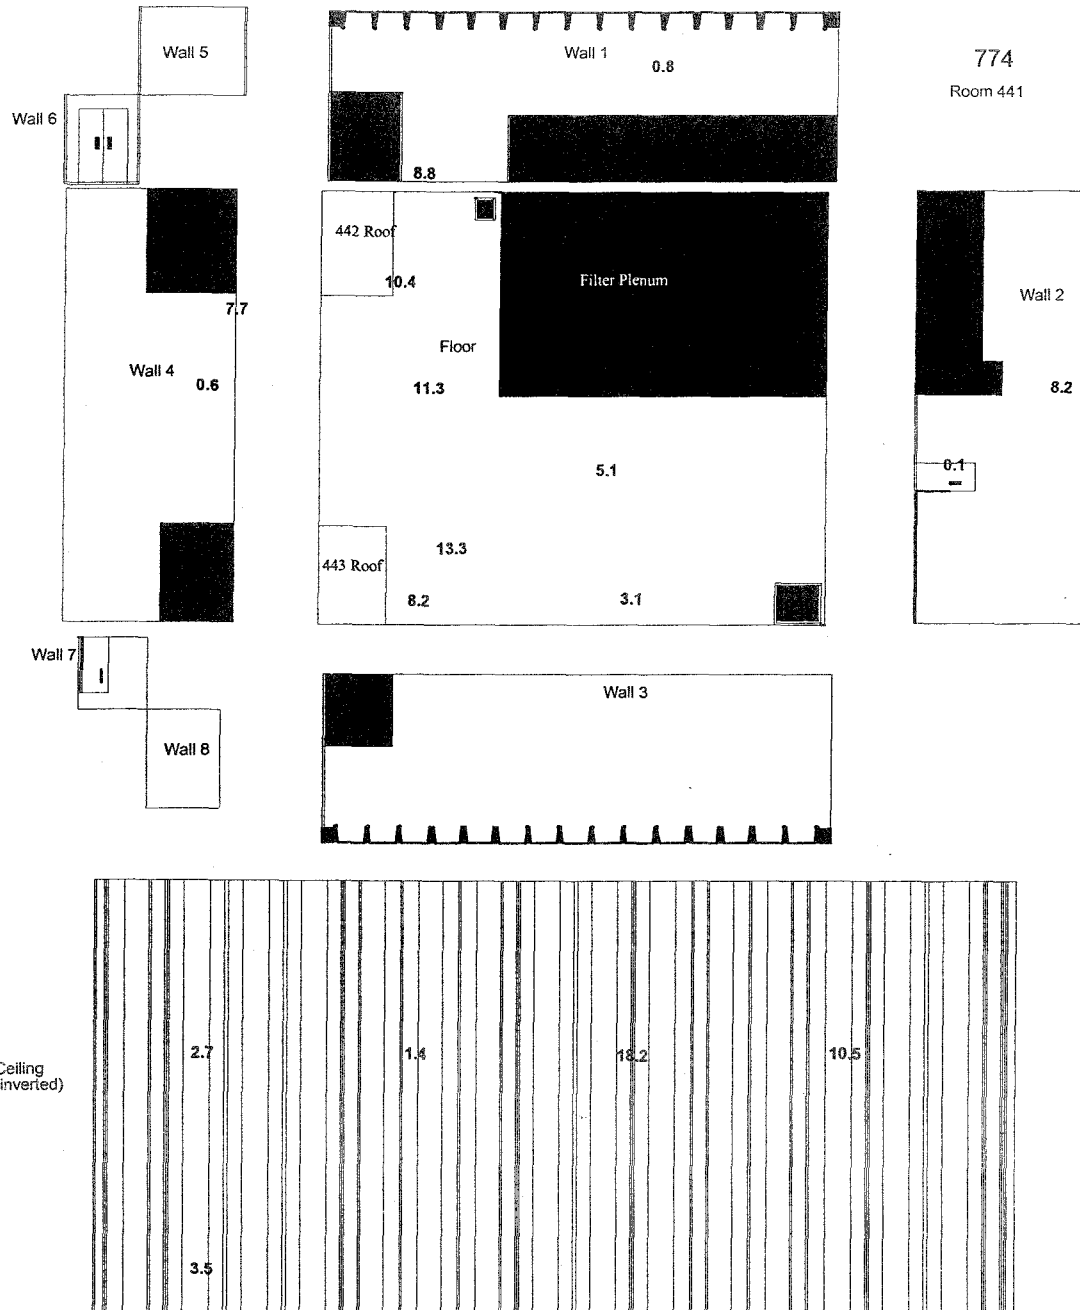 Wall 5
Wall 1
0.8
774
Room 441
Wall 6
8.8
442 Roof
10.4
Filter Plenum
Wall 2
7.7
Floor
Wall 4
0.6
11.3
8.2
5.1
0.1
13.3
443 Roof
8.2
3.1
Wall 7
Wall 3
Wall 8
2.7
1.4
18.2
10.5
Ceiling
inverted)
3.5